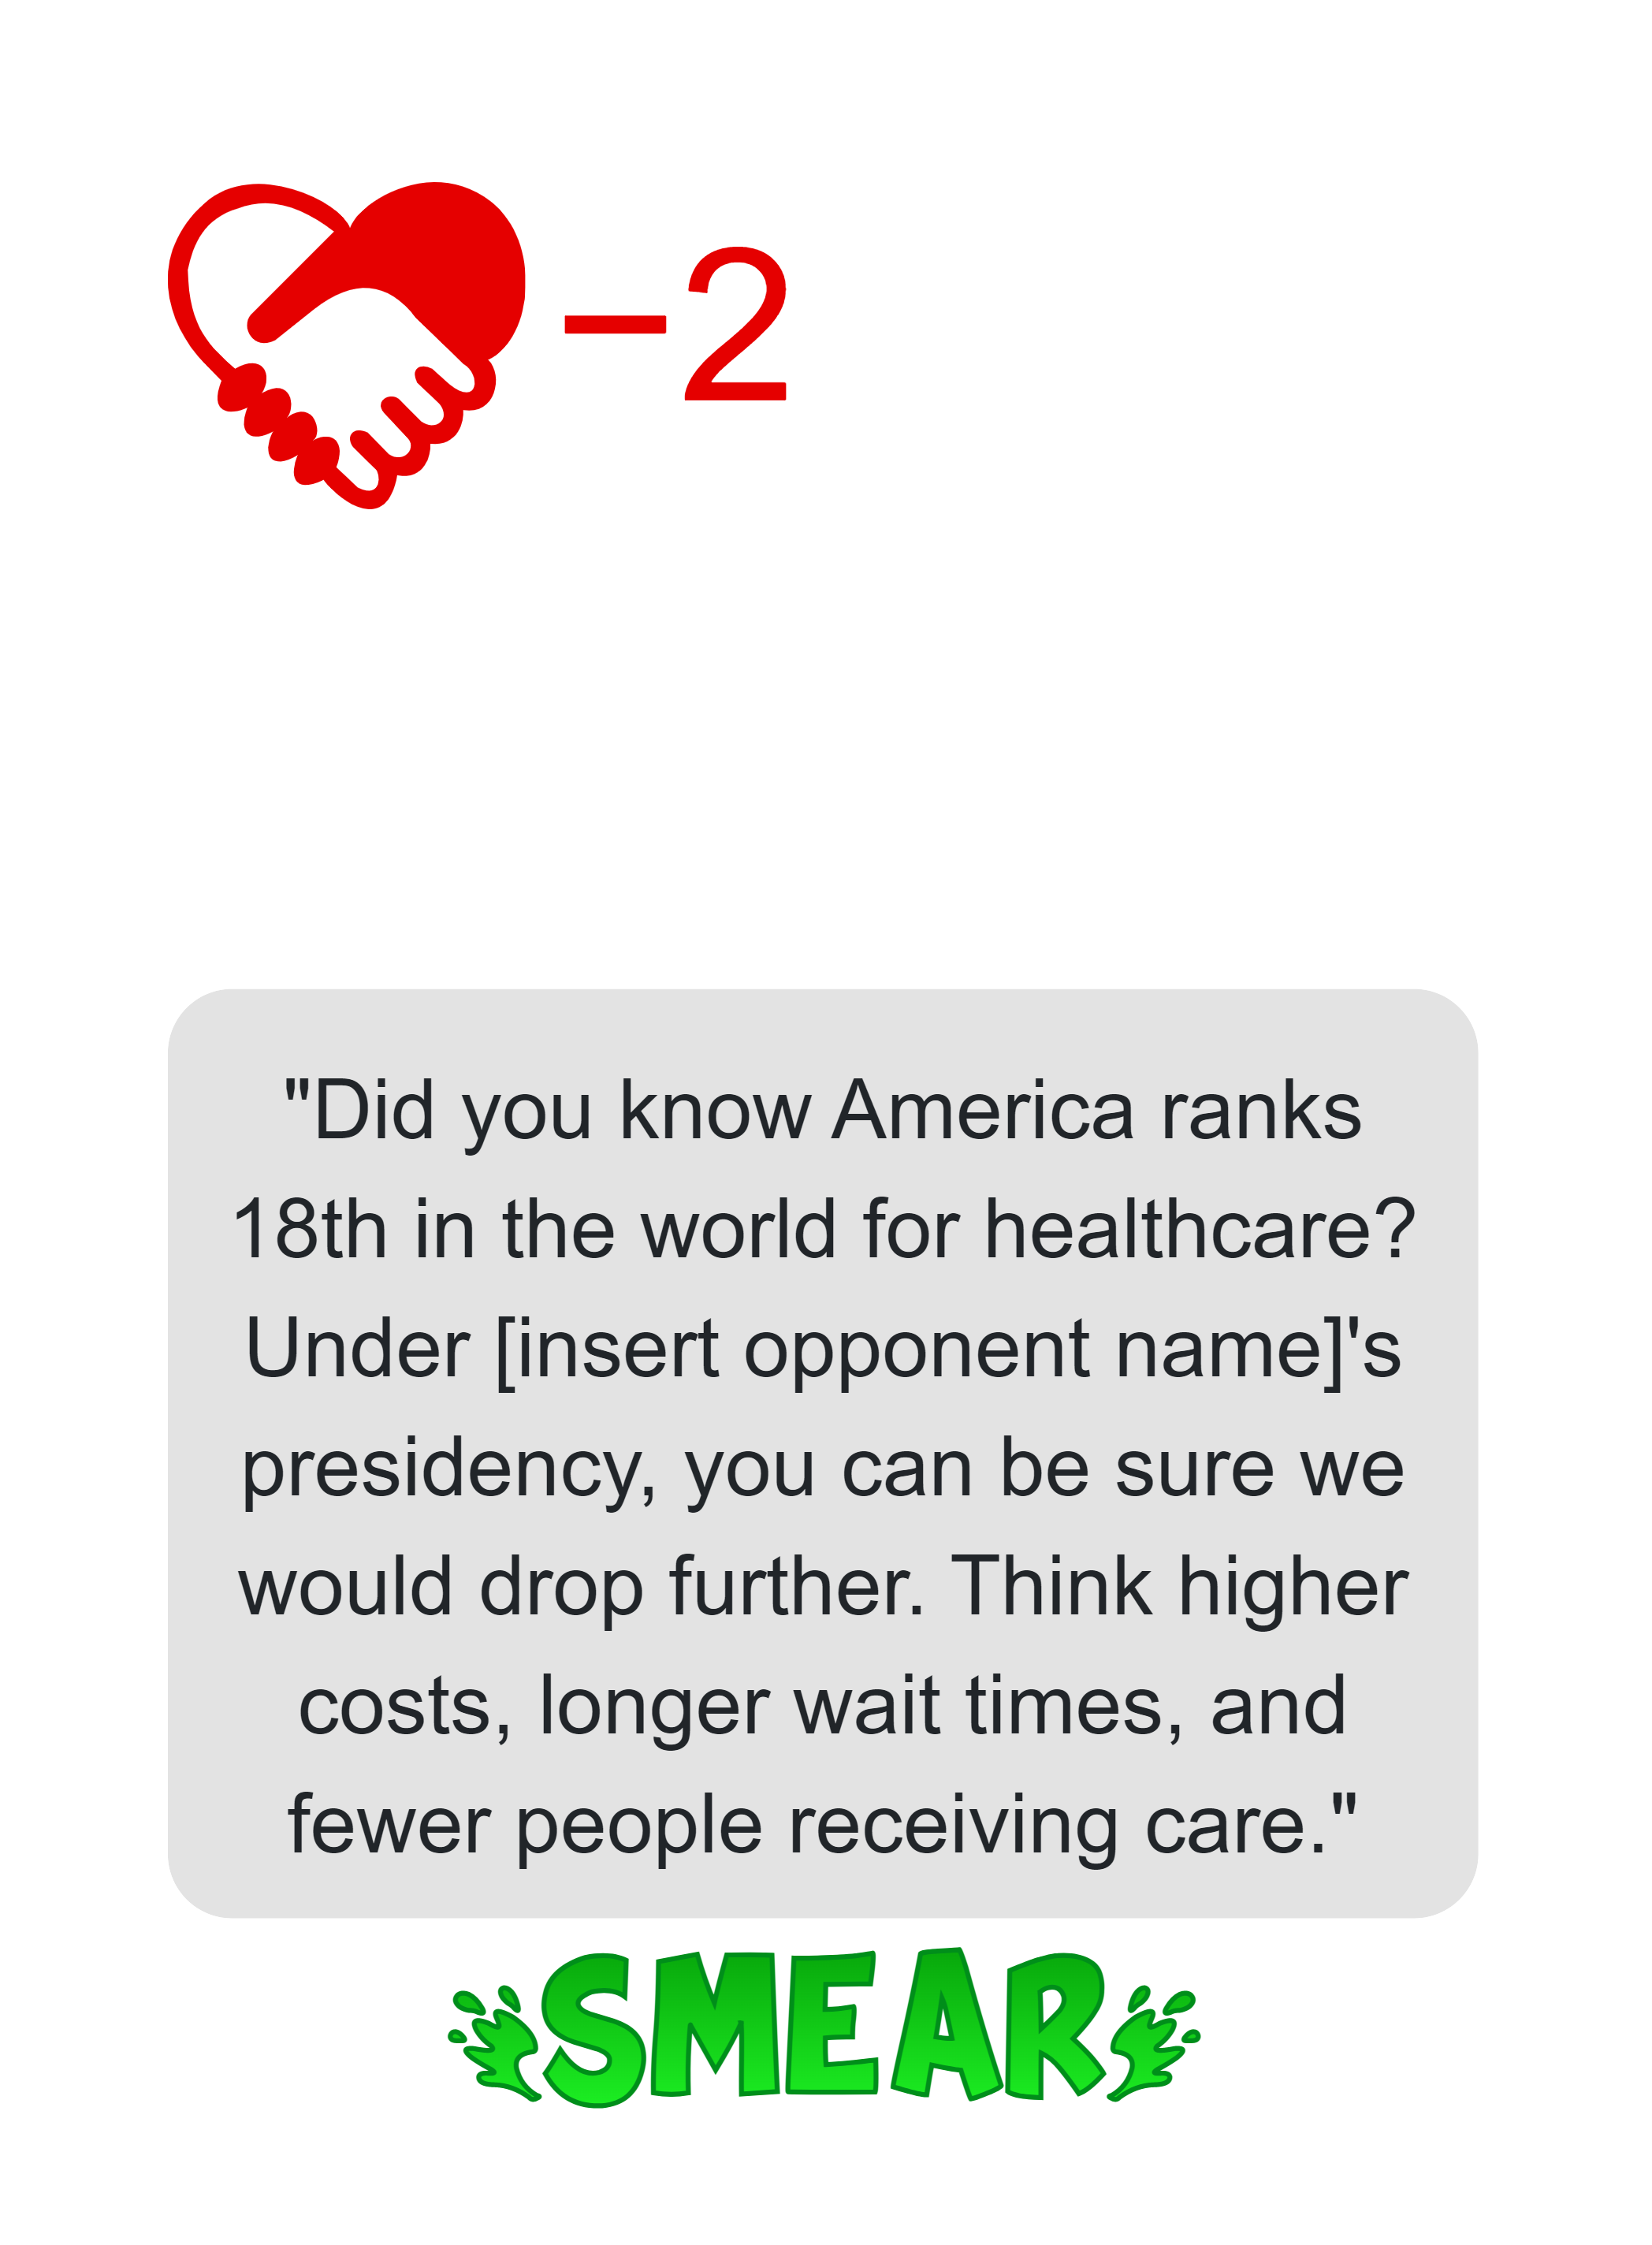 –2
"Did you know America ranks
18th in the world for healthcare?
Under [insert opponent name]'s
presidency, you can be sure we
would drop further. Think higher
costs, longer wait times, and
fewer people receiving care."
SMEAR